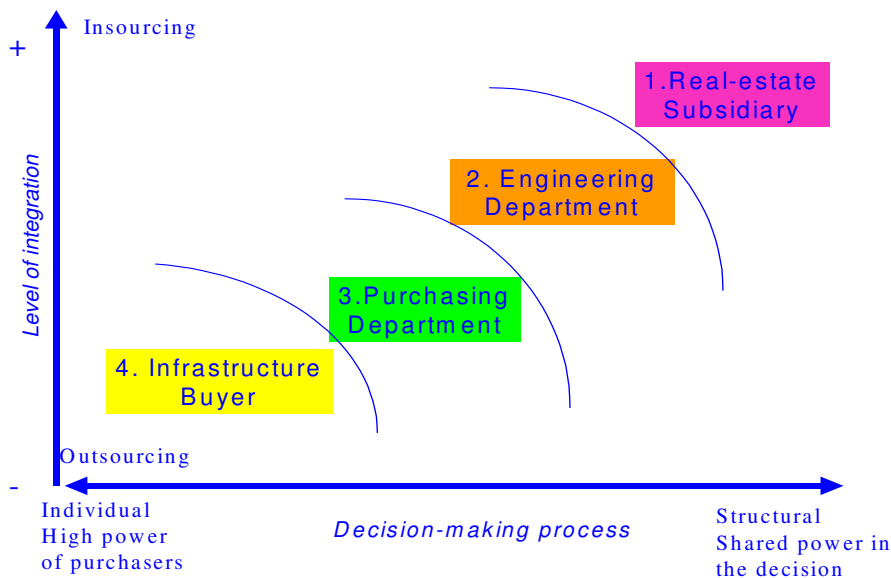 Insourcing
+
1.Real-estate
Subsidiary
2. Engineering
Department
Level of integration
3.Purchasing
Department
4. Infrastructure
Buyer
Outsourcing
-
Individual
High power
of purchasers
Decision-making process
Structural
Shared power in
the decision